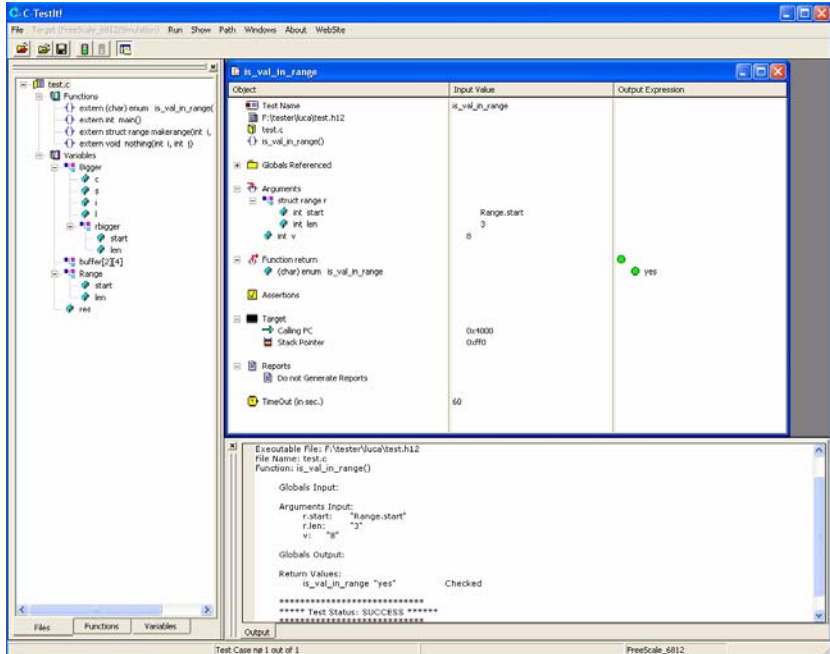 C-TestIt!
File Target (FreeScale_6812/Simulation) Run Show Path Windows About WebSite
test.c
Functions
extern (char) enum is_val_in_range(
extern int main()
extern struct range makerange(int i,
extern void nothing(int i, int j)
Variables
Bigger
c
s
i
l
rbigger
start
len
buffer[2][4]
Range
start
len
res
Files Functions Variables
is_val_in_range
Object Input Value Output Expression
Test Name is_val_in_range
F:\tester\luca\test.h12
test.c
is_val_in_range()
Globals Referenced
Arguments
struct range r
int start Range.start
int len 3
int v 8
Function return
(char) enum is_val_in_range yes
Assertions
Target
Calling PC 0x4000
Stack Pointer 0xff0
Reports
Do not Generate Reports
TimeOut (in sec.) 60
Executable File: F:\tester\luca\test.h12
File Name: test.c
Function: is_val_in_range()
Globals Input:
Arguments Input:
r.start: "Range.start"
r.len: "3"
v: "8"
Globals Output:
Return Values:
is_val_in_range "yes" Checked
****************************
***** Test Status: SUCCESS ******
****************************
Output
Test Case nø 1 out of 1 FreeScale_6812